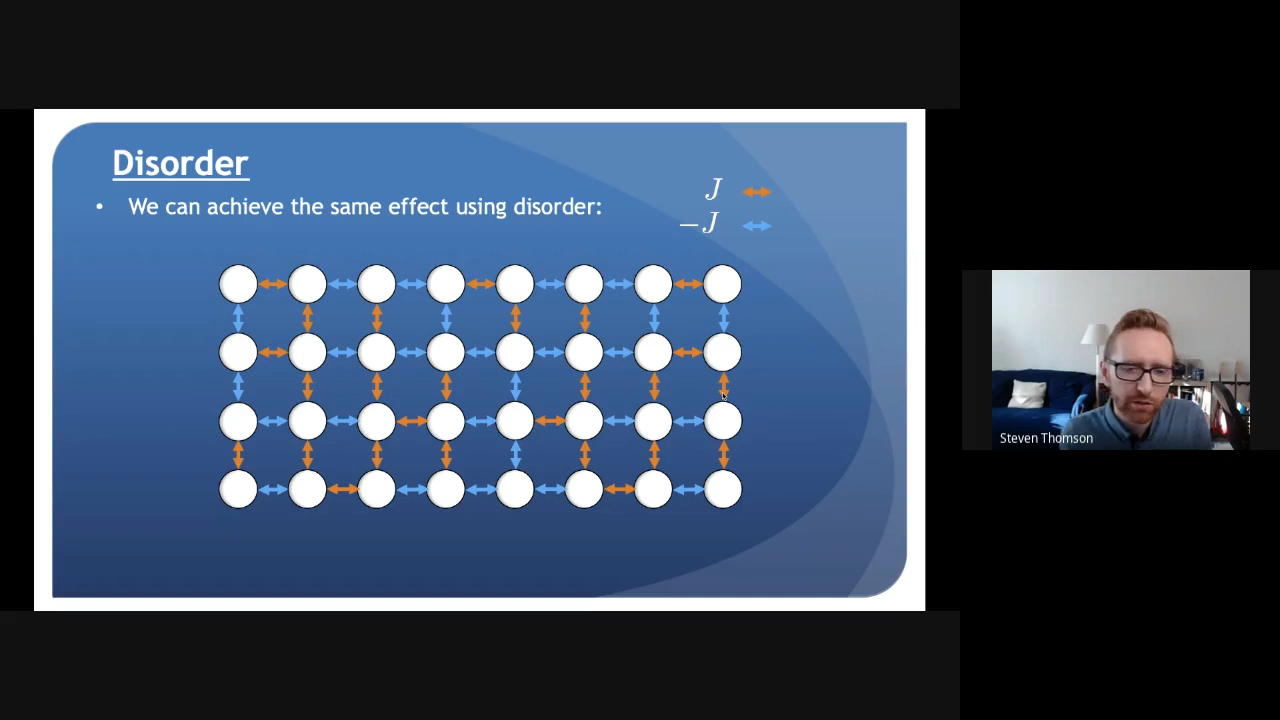 Disorder
• We can achieve the same effect using disorder:
J
−J
Steven Thomson